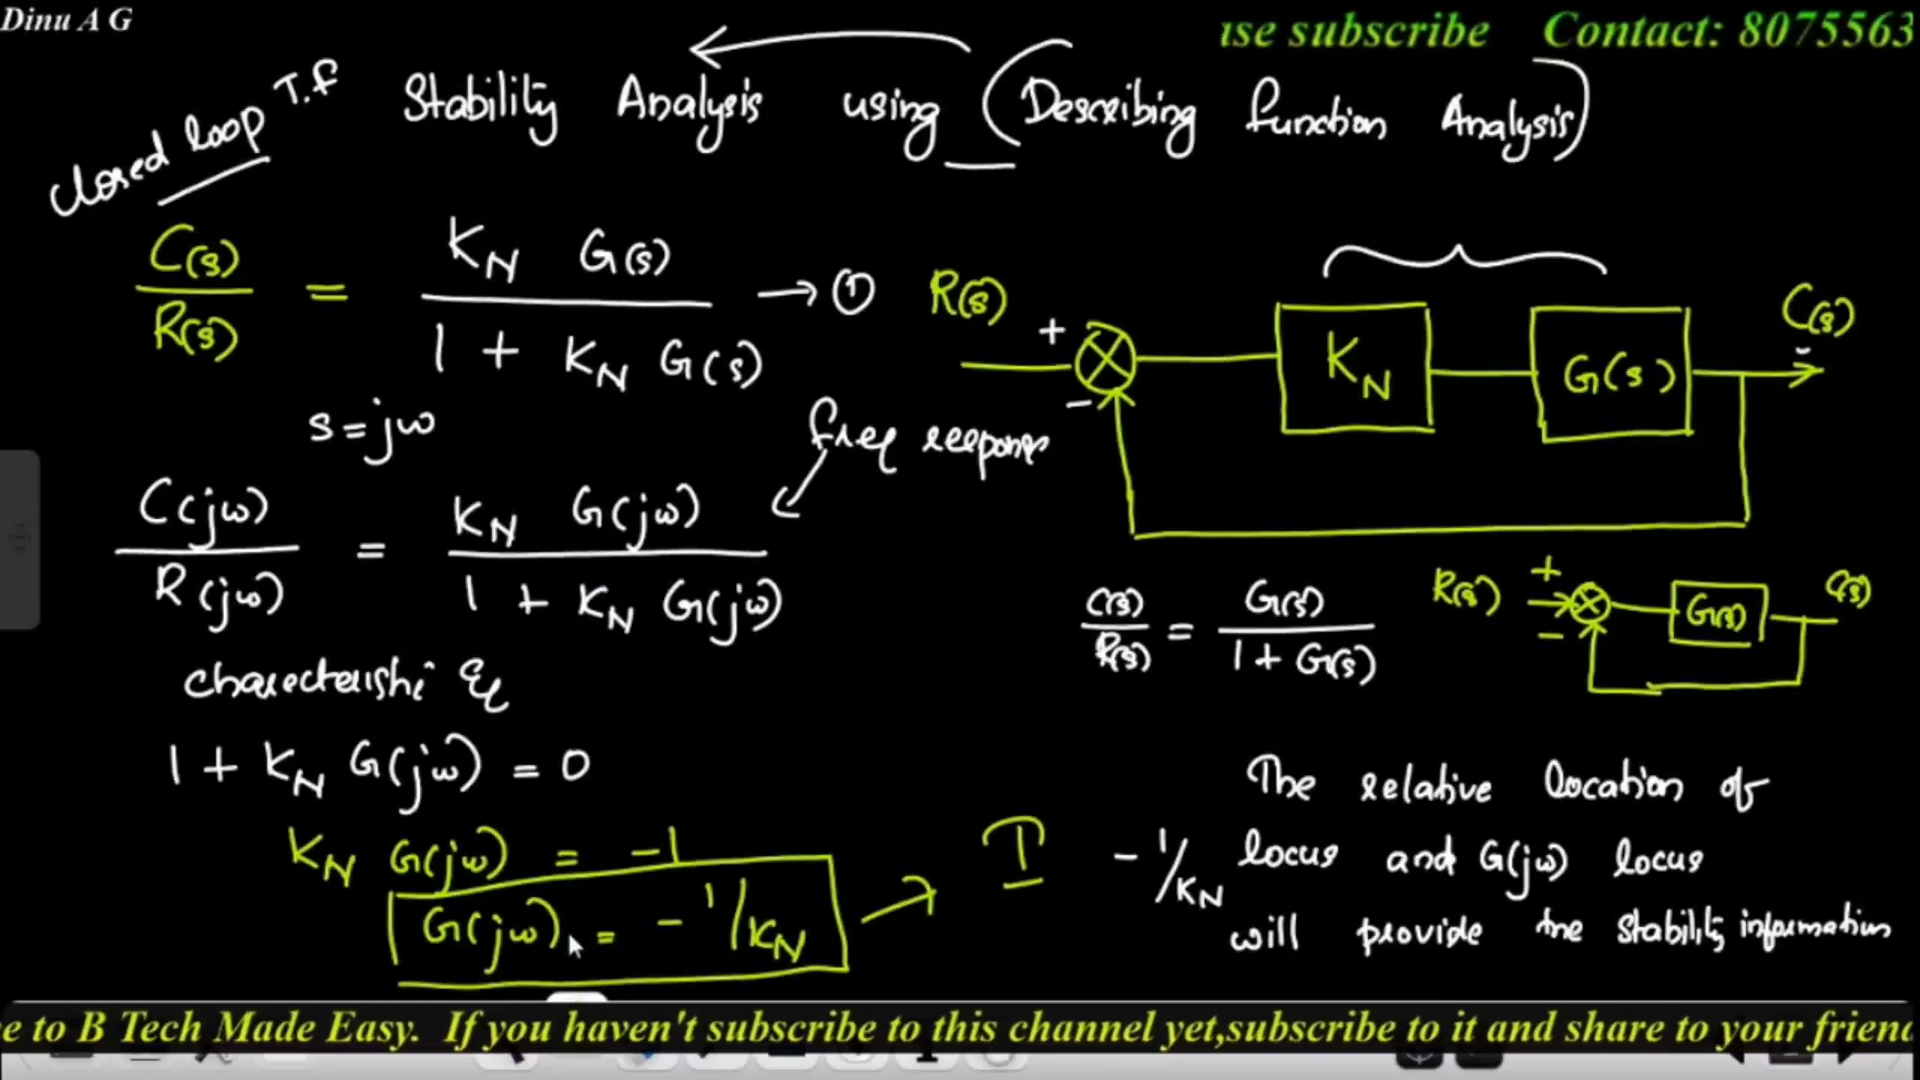 Dinu A G
ıse subscribe Contact: 8075563
closed loop T.f
Stability Analysis using (Describing function Analysis)
C(s)/R(s) = K_N G(s) / 1 + K_N G(s) → ①
s = jω
freq response
C(jω)/R(jω) = K_N G(jω) / 1 + K_N G(jω)
1 + K_N G(jω) = 0
K_N G(jω) = -1
G(jω) = - 1/K_N → I
R(s) + - K_N G(s) C(s)
C(s)/R(s) = G(s) / 1 + G(s)
R(s) + - G(s) C(s)
The relative location of
- 1/K_N locus and G(jω) locus
will provide the stability information
e to B Tech Made Easy. If you haven't subscribe to this channel yet,subscribe to it and share to your friend